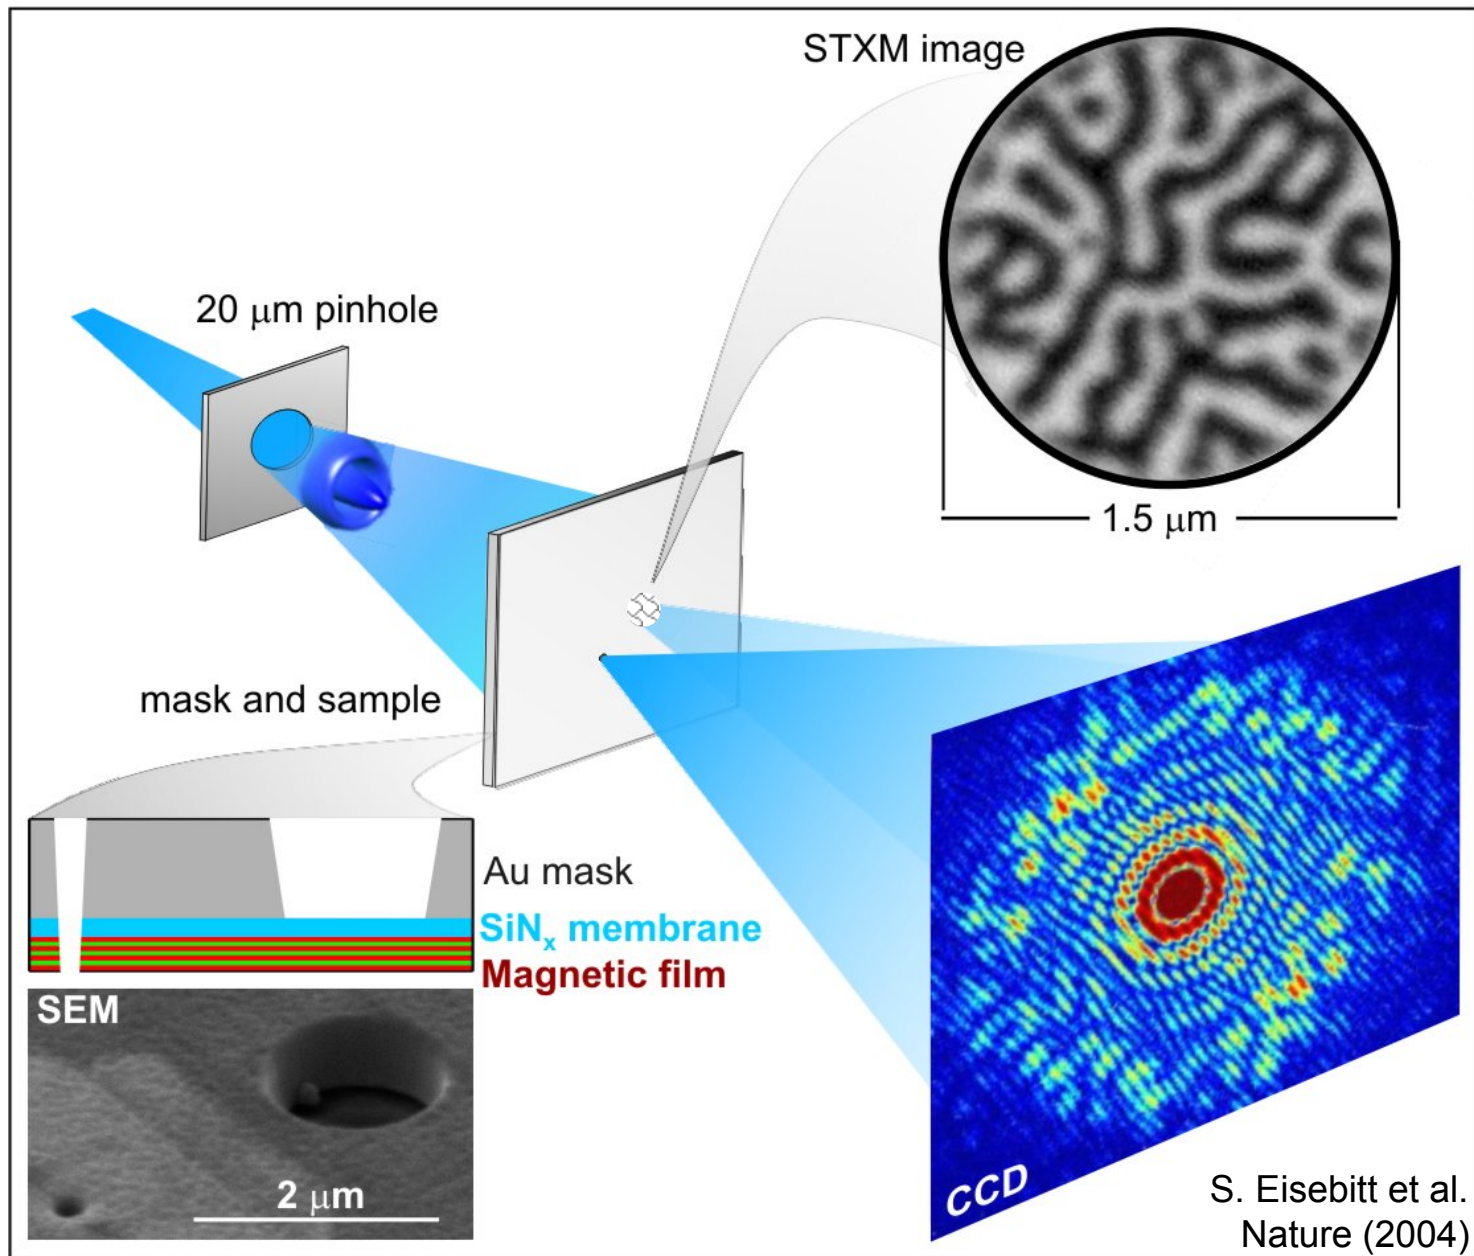 STXM image
20 μm pinhole
1.5 μm
mask and sample
Au mask
SiNx membrane
Magnetic film
SEM
2 μm
CCD
S. Eisebitt et al.
Nature (2004)